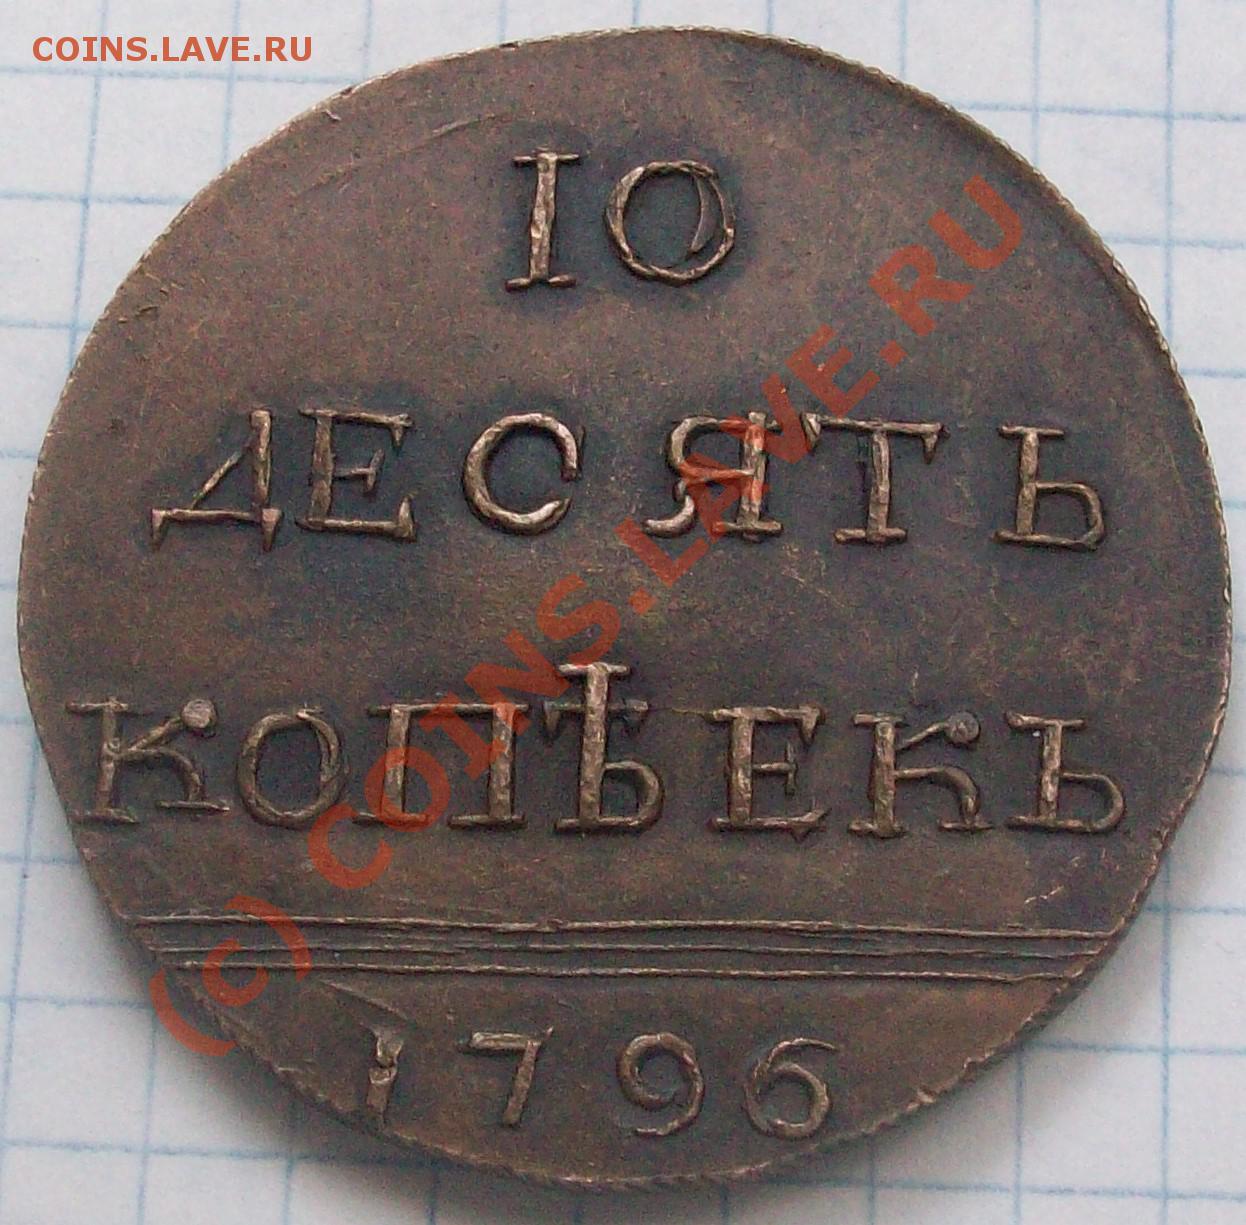 COINS.LAVE.RU
10
ДЕСЯТЬ
КОПѢЕКЪ
1796
(c) COINS.LAVE.RU